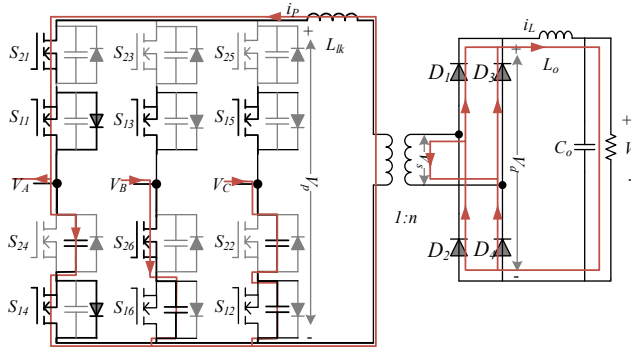 i_P
i_L
S_21
S_23
S_25
+
L_lk
+
L_o
D_1
D_3
S_11
S_13
S_15
+
V_A
V_B
V_C
V_p
V_s
V_d
C_o
V
-
1:n
S_24
S_26
S_22
D_2
D_4
S_14
S_16
S_12
-
-